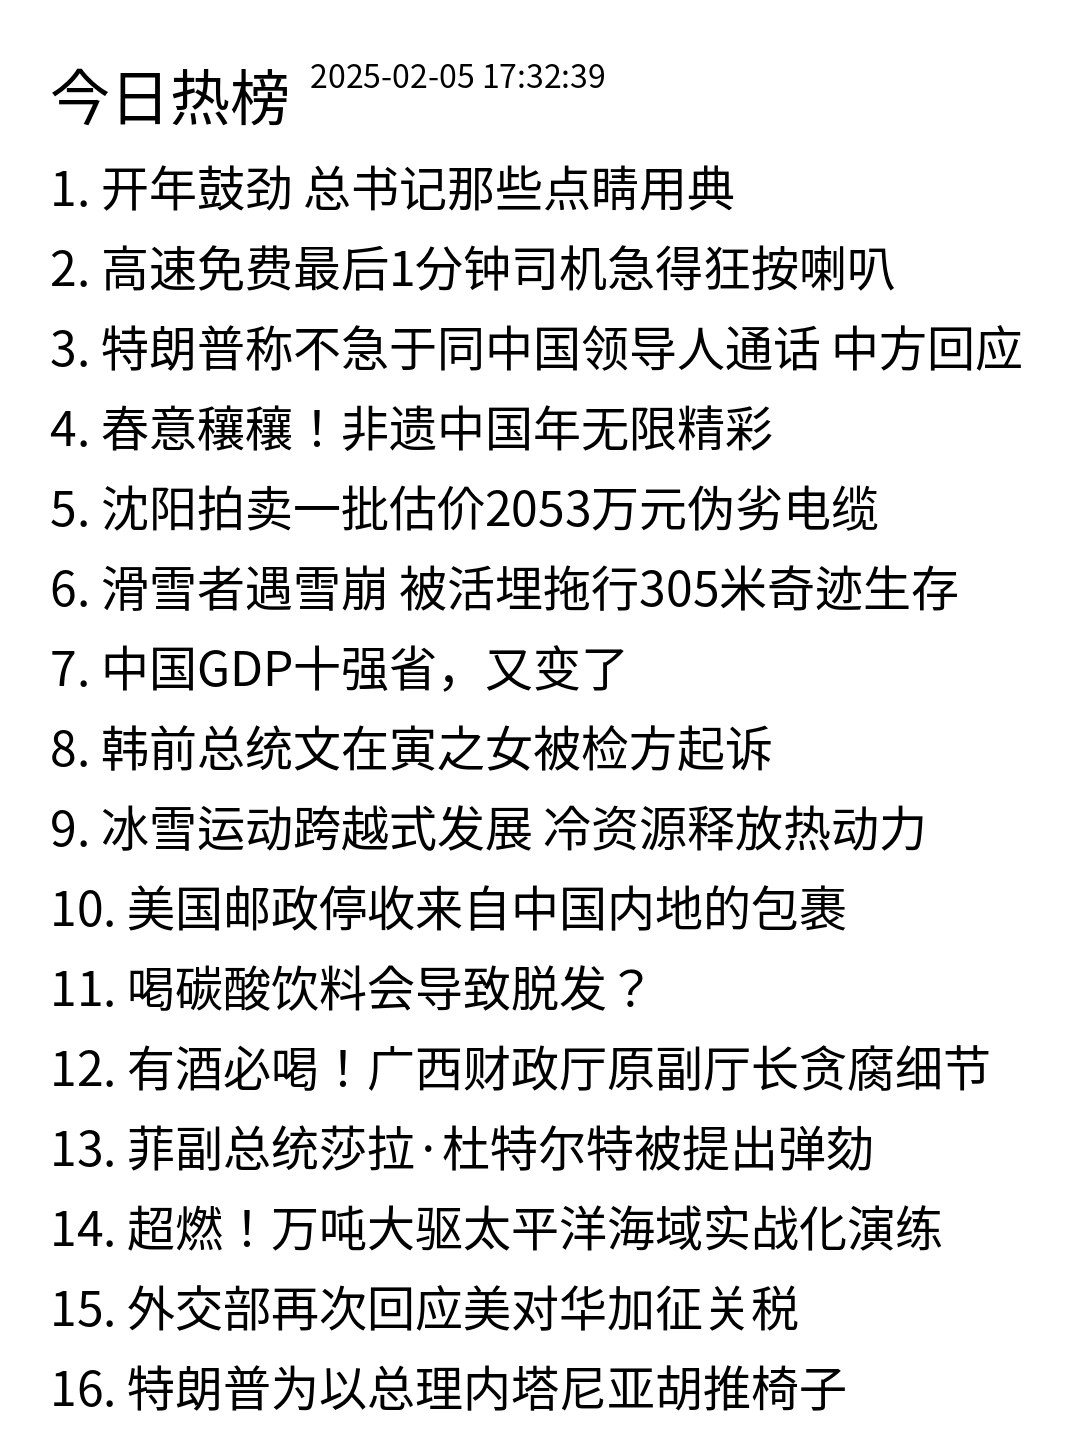 今日热榜 2025-02-05 17:32:39
1. 开年鼓劲 总书记那些点睛用典
2. 高速免费最后1分钟司机急得狂按喇叭
3. 特朗普称不急于同中国领导人通话 中方回应
4. 春意穰穰！非遗中国年无限精彩
5. 沈阳拍卖一批估价2053万元伪劣电缆
6. 滑雪者遇雪崩 被活埋拖行305米奇迹生存
7. 中国GDP十强省，又变了
8. 韩前总统文在寅之女被检方起诉
9. 冰雪运动跨越式发展 冷资源释放热动力
10. 美国邮政停收来自中国内地的包裹
11. 喝碳酸饮料会导致脱发？
12. 有酒必喝！广西财政厅原副厅长贪腐细节
13. 菲副总统莎拉·杜特尔特被提出弹劾
14. 超燃！万吨大驱太平洋海域实战化演练
15. 外交部再次回应美对华加征关税
16. 特朗普为以总理内塔尼亚胡推椅子